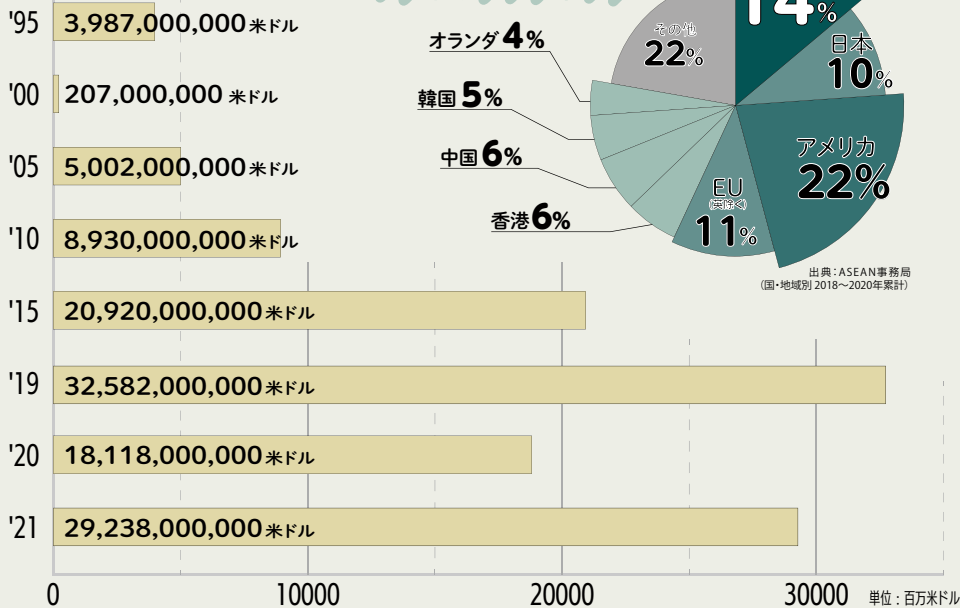 14%
'95 3,987,000,000米ドル
その他
22%
オランダ4%
日本
10%
'00 207,000,000米ドル
韓国5%
中国6%
アメリカ
22%
'05 5,002,000,000米ドル
EU
(英除く)
11%
香港6%
'10 8,930,000,000米ドル
出典：ASEAN事務局
（国・地域別 2018〜2020年累計）
'15 20,920,000,000米ドル
'19 32,582,000,000米ドル
'20 18,118,000,000米ドル
'21 29,238,000,000米ドル
0 10000 20000 30000 単位：百万米ドル